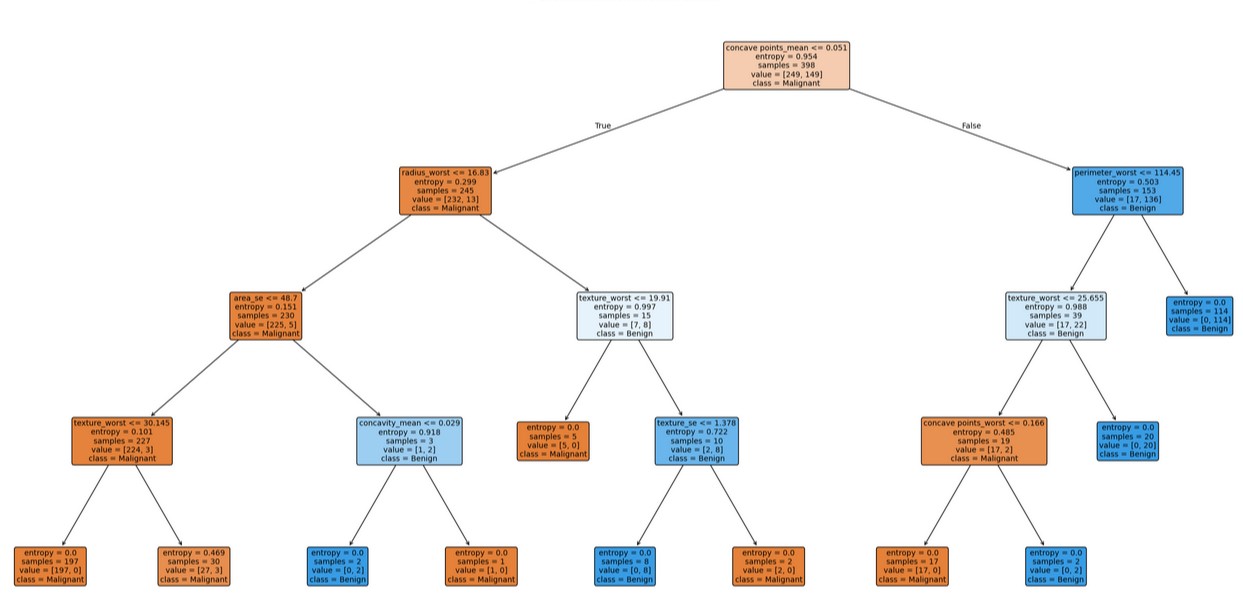 concave points_mean <= 0.051
entropy = 0.954
samples = 398
value = [249, 149]
class = Malignant
True
False
radius_worst <= 16.83
entropy = 0.299
samples = 245
value = [232, 13]
class = Malignant
perimeter_worst <= 114.45
entropy = 0.503
samples = 153
value = [17, 136]
class = Benign
area_se <= 48.7
entropy = 0.151
samples = 230
value = [225, 5]
class = Malignant
texture_worst <= 19.91
entropy = 0.997
samples = 15
value = [7, 8]
class = Benign
texture_worst <= 25.655
entropy = 0.988
samples = 39
value = [17, 22]
class = Benign
entropy = 0.0
samples = 114
value = [0, 114]
class = Benign
texture_worst <= 30.145
entropy = 0.101
samples = 227
value = [224, 3]
class = Malignant
concavity_mean <= 0.029
entropy = 0.918
samples = 3
value = [1, 2]
class = Benign
entropy = 0.0
samples = 5
value = [5, 0]
class = Malignant
texture_se <= 1.378
entropy = 0.722
samples = 10
value = [2, 8]
class = Benign
concave points_worst <= 0.166
entropy = 0.485
samples = 19
value = [17, 2]
class = Malignant
entropy = 0.0
samples = 20
value = [0, 20]
class = Benign
entropy = 0.0
samples = 197
value = [197, 0]
class = Malignant
entropy = 0.469
samples = 30
value = [27, 3]
class = Malignant
entropy = 0.0
samples = 2
value = [0, 2]
class = Benign
entropy = 0.0
samples = 1
value = [1, 0]
class = Malignant
entropy = 0.0
samples = 8
value = [0, 8]
class = Benign
entropy = 0.0
samples = 2
value = [2, 0]
class = Malignant
entropy = 0.0
samples = 17
value = [17, 0]
class = Malignant
entropy = 0.0
samples = 2
value = [0, 2]
class = Benign